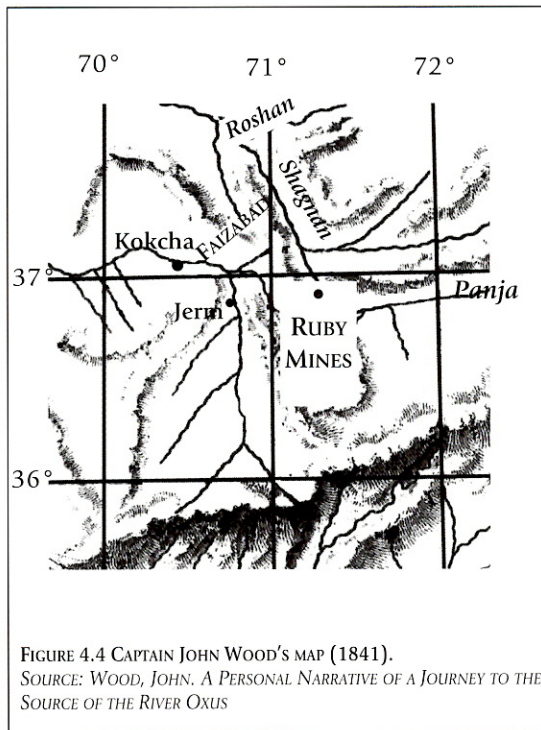 70° 71° 72°
Roshan
Shagnan
Kokcha
FAIZABAD
37°
Jerm
Panja
RUBY
MINES
36°
FIGURE 4.4 CAPTAIN JOHN WOOD'S MAP (1841).
SOURCE: WOOD, JOHN. A PERSONAL NARRATIVE OF A JOURNEY TO THE
SOURCE OF THE RIVER OXUS